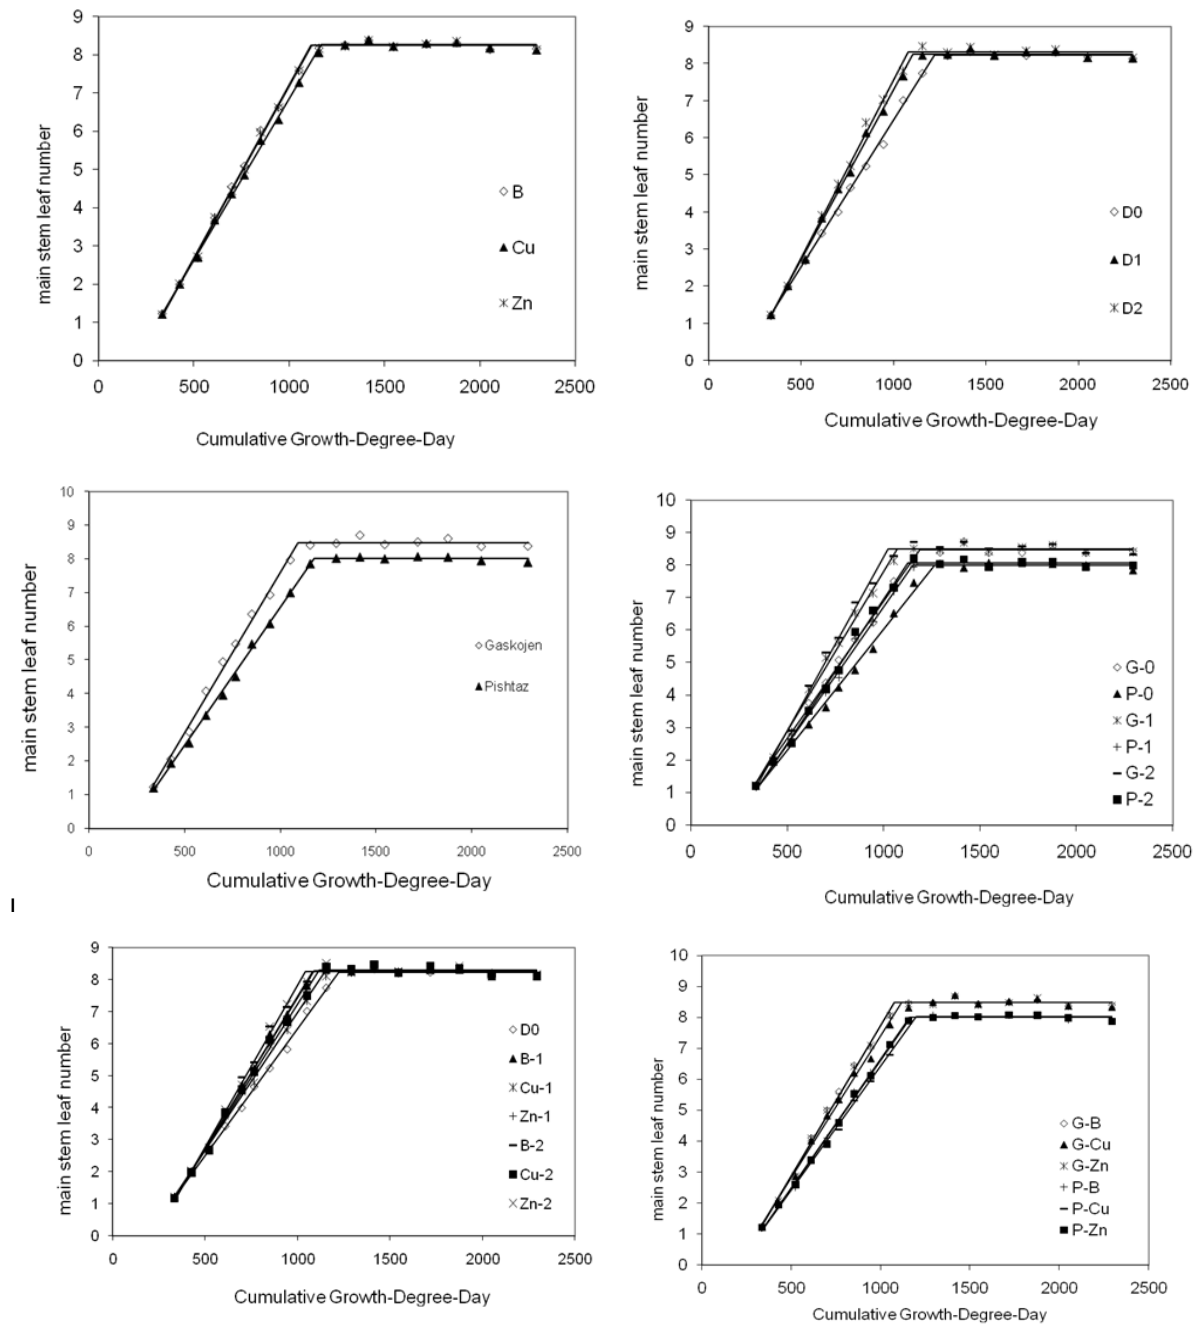 9
8
7
6
5
4
3
2
1
0
main stem leaf number
B
Cu
Zn
0 500 1000 1500 2000 2500
Cumulative Growth-Degree-Day
9
8
7
6
5
4
3
2
1
0
main stem leaf number
D0
D1
D2
0 500 1000 1500 2000 2500
Cumulative Growth-Degree-Day
10
9
8
7
6
5
4
3
2
1
0
main stem leaf number
Gaskojen
Pishtaz
0 500 1000 1500 2000 2500
Cumulative Growth-Degree-Day
10
9
8
7
6
5
4
3
2
1
0
main stem leaf number
G-0
P-0
G-1
P-1
G-2
P-2
0 500 1000 1500 2000 2500
Cumulative Growth-Degree-Day
9
8
7
6
5
4
3
2
1
0
main stem leaf number
D0
B-1
Cu-1
Zn-1
B-2
Cu-2
Zn-2
0 500 1000 1500 2000 2500
Cumulative Growth-Degree-Day
10
9
8
7
6
5
4
3
2
1
0
main stem leaf number
G-B
G-Cu
G-Zn
P-B
P-Cu
P-Zn
0 500 1000 1500 2000 2500
Cumulative Growth-Degree-Day